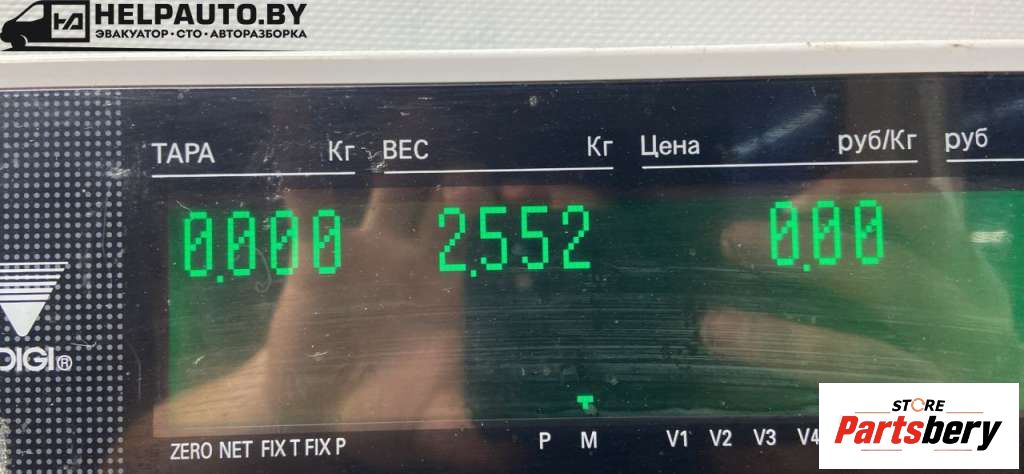 HELPAUTO.BY
ЭВАКУАТОР • СТО • АВТОРАЗБОРКА
ТАРА Кг ВЕС Кг Цена руб/Кг руб
0.000 2.552 0.00
DIGI®
ZERO NET FIX T FIX P P M V1 V2 V3 V4
STORE
Partsbery